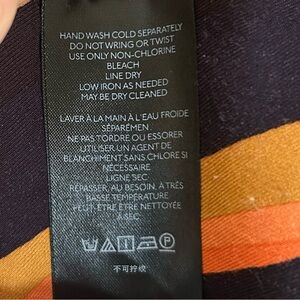 HAND WASH COLD SEPARATELY
DO NOT WRING OR TWIST
USE ONLY NON-CHLORINE
BLEACH
LINE DRY
LOW IRON AS NEEDED
MAY BE DRY CLEANED
LAVER À LA MAIN À L'EAU FROIDE
SÉPARÉMEN
NE PAS TORDRE OU ESSORER
UTILISER UN AGENT DE
BLANCHIMENT SANS CHLORE SI
NÉCESSAIRE
LIGNE SEC
REPASSER, AU BESOIN, À TRÈS
BASSE TEMPÉRATURE
PEUT-ÊTRE ÊTRE NETTOYÉE
À SEC
P
不可拧绞